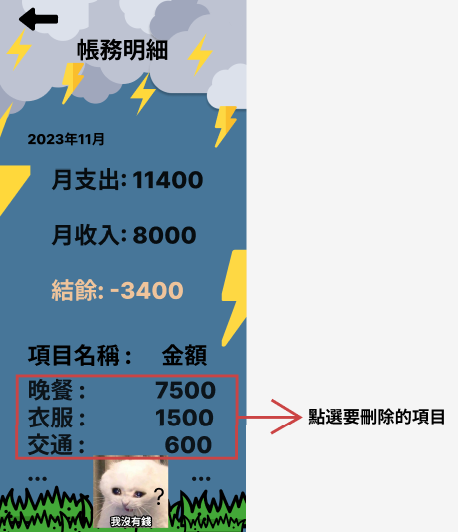 帳務明細
2023年11月
月支出: 11400
月收入: 8000
結餘: -3400
項目名稱 : 金額
晚餐 : 7500
衣服 : 1500
交通 : 600
點選要刪除的項目
... ...
?
我沒有錢